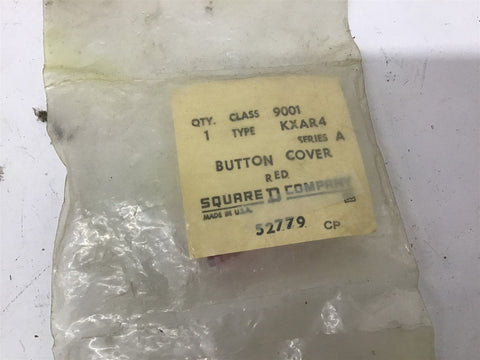 QTY. CLASS 9001
1 TYPE KXAR4
SERIES A
BUTTON COVER
RED
SQUARE D COMPANY
MADE IN U.S.A.
52779 CP